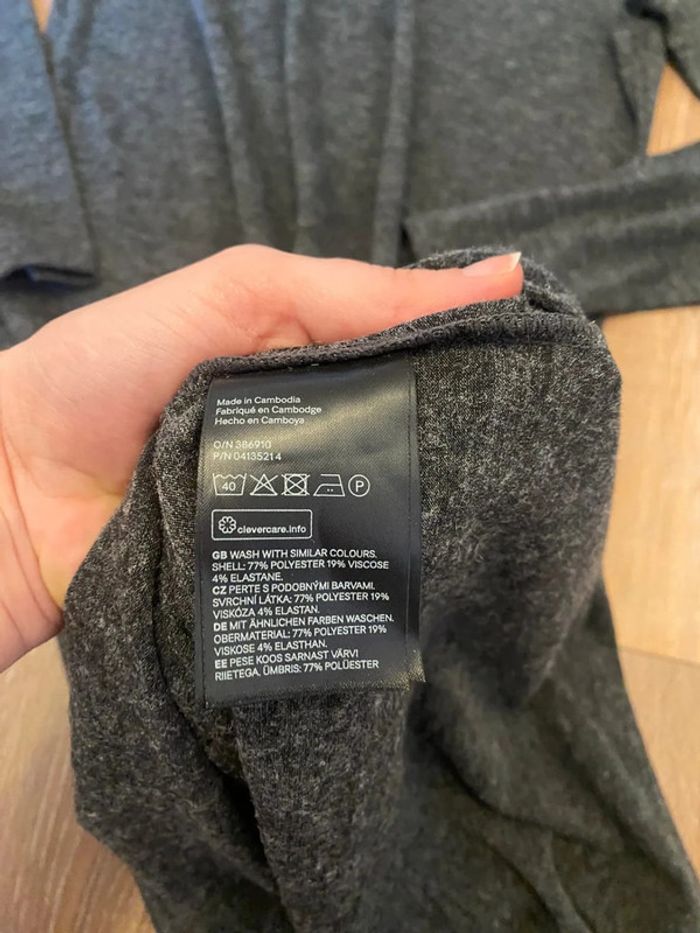 Made in Cambodia
Fabriqué en Cambodge
Hecho en Camboya
O/N 386910
P/N 04135214
40 P
clevercare.info
GB WASH WITH SIMILAR COLOURS.
SHELL: 77% POLYESTER 19% VISCOSE
4% ELASTANE.
CZ PERTE S PODOBNÝMI BARVAMI.
SVRCHNÍ LÁTKA: 77% POLYESTER 19%
VISKÓZA 4% ELASTAN.
DE MIT ÄHNLICHEN FARBEN WASCHEN.
OBERMATERIAL: 77% POLYESTER 19%
VISKOSE 4% ELASTHAN.
EE PESE KOOS SARNAST VÄRVI
RIIETEGA. ÜMBRIS: 77% POLÜESTER